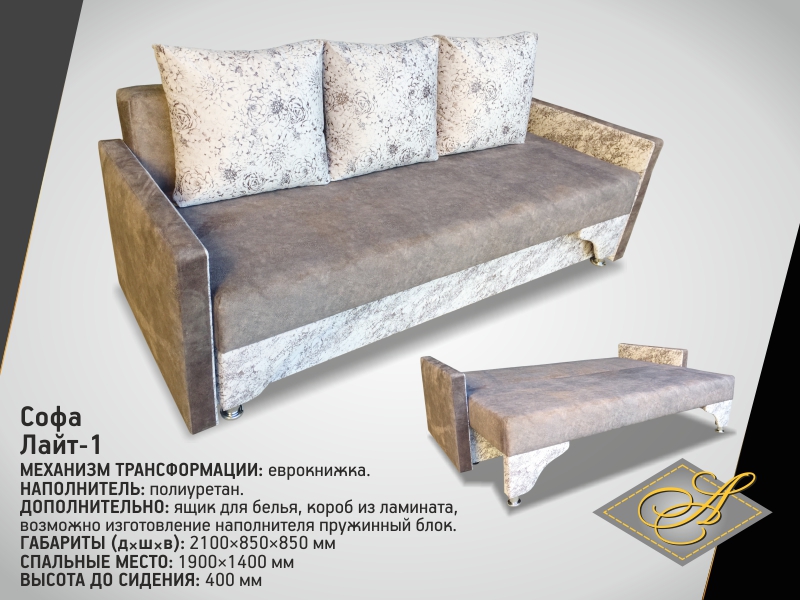 Софа
Лайт-1
МЕХАНИЗМ ТРАНСФОРМАЦИИ: еврокнижка.
НАПОЛНИТЕЛЬ: полиуретан.
ДОПОЛНИТЕЛЬНО: ящик для белья, короб из ламината,
возможно изготовление наполнителя пружинный блок.
ГАБАРИТЫ (д×ш×в): 2100×850×850 мм
СПАЛЬНЫЕ МЕСТО: 1900×1400 мм
ВЫСОТА ДО СИДЕНИЯ: 400 мм
А